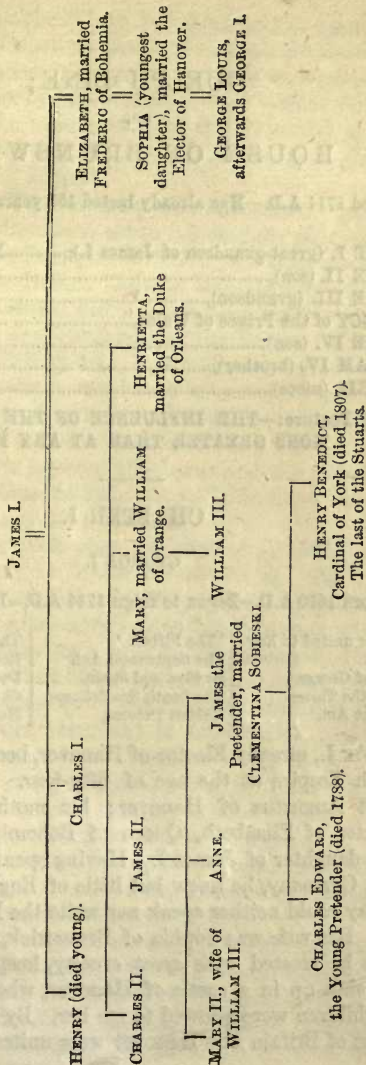 JAMES I.
HENRY (died young).
CHARLES I.
ELIZABETH, married
FREDERIC of Bohemia.
SOPHIA (youngest
daughter), married the
Elector of Hanover.
GEORGE LOUIS,
afterwards GEORGE I.
CHARLES II.
JAMES II.
MARY, married WILLIAM
of Orange.
WILLIAM III.
HENRIETTA,
married the Duke
of Orleans.
MARY II., wife of
WILLIAM III.
ANNE.
JAMES the
Pretender, married
CLEMENTINA SOBIESKI.
CHARLES EDWARD,
the Young Pretender (died 1788).
HENRY BENEDICT,
Cardinal of York (died 1807).
The last of the Stuarts.